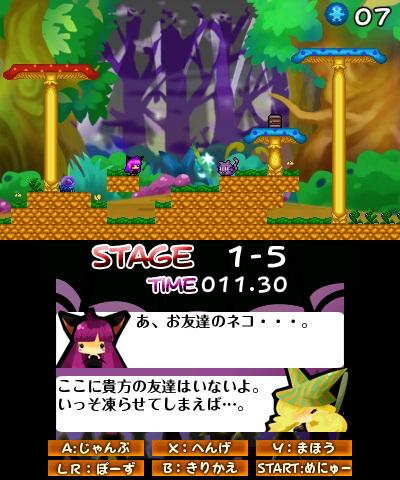 07
STAGE 1-5
TIME 011.30
あ、お友達のネコ・・・。
ここに貴方の友達はいないよ。
いっそ凍らせてしまえば…。
A:じゃんぷ X:へんげ Y:まほう
LR:ぽーず B:きりかえ START:めにゅー